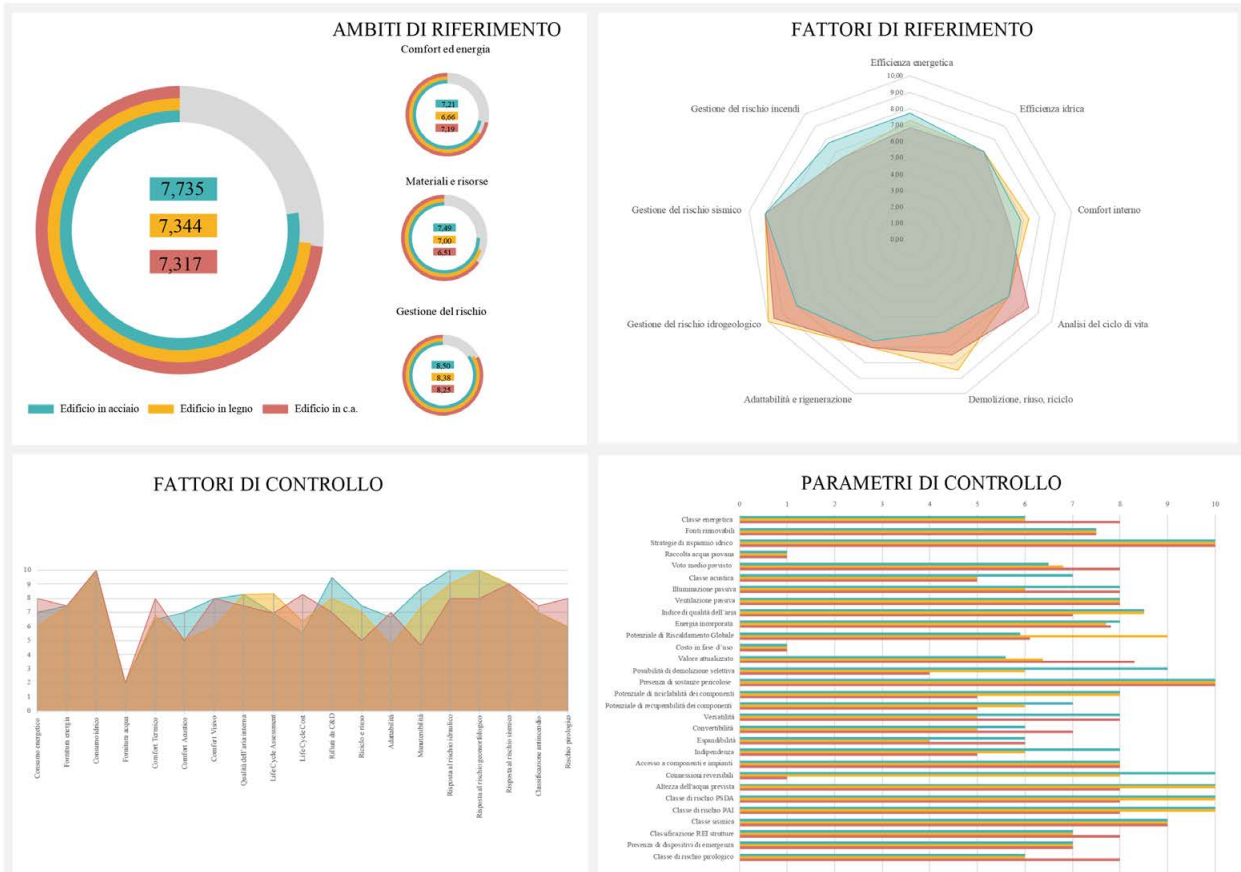 AMBITI DI RIFERIMENTO
Comfort ed energia
7,21
6,66
7,19
7,735
7,344
7,317
Materiali e risorse
7,49
7,00
6,51
Gestione del rischio
8,50
8,38
8,25
Edificio in acciaio
Edificio in legno
Edificio in c.a.
FATTORI DI RIFERIMENTO
Efficienza energetica
Efficienza idrica
Comfort interno
Analisi del ciclo di vita
Demolizione, riuso, riciclo
Adattabilità e rigenerazione
Gestione del rischio idrogeologico
Gestione del rischio sismico
Gestione del rischio incendi
10,00
9,00
8,00
7,00
6,00
5,00
4,00
3,00
2,00
1,00
0,00
FATTORI DI CONTROLLO
10
9
8
7
6
5
4
3
2
1
0
Consumo energetico
Fornitura energia
Consumo idrico
Fornitura acqua
Comfort Termico
Comfort Acustico
Comfort Visivo
Qualità dell'aria interna
Life Cycle Assessment
Life Cycle Cost
Rifiuti da C&D
Riciclo e riuso
Adattabilità
Manutenibilità
Risposta al rischio idraulico
Risposta al rischio geomorfologico
Risposta al rischio sismico
Classificazione antincendio
Rischio pirologico
PARAMETRI DI CONTROLLO
0 1 2 3 4 5 6 7 8 9 10
Classe energetica
Fonti rinnovabili
Strategie di risparmio idrico
Raccolta acqua piovana
Voto medio previsto
Classe acustica
Illuminazione passiva
Ventilazione passiva
Indice di qualità dell'aria
Energia incorporata
Potenziale di Riscaldamento Globale
Costo in fase d'uso
Valore attualizzato
Possibilità di demolizione selettiva
Presenza di sostanze pericolose
Potenziale di riciclabilità dei componenti
Potenziale di recuperabilità dei componenti
Versatilità
Convertibilità
Espandibilità
Indipendenza
Accesso a componenti e impianti
Connessioni reversibili
Altezza dell'acqua prevista
Classe di rischio PSDA
Classe di rischio PAI
Classe sismica
Classificazione REI strutture
Presenza di dispositivi di emergenza
Classe di rischio pirologico